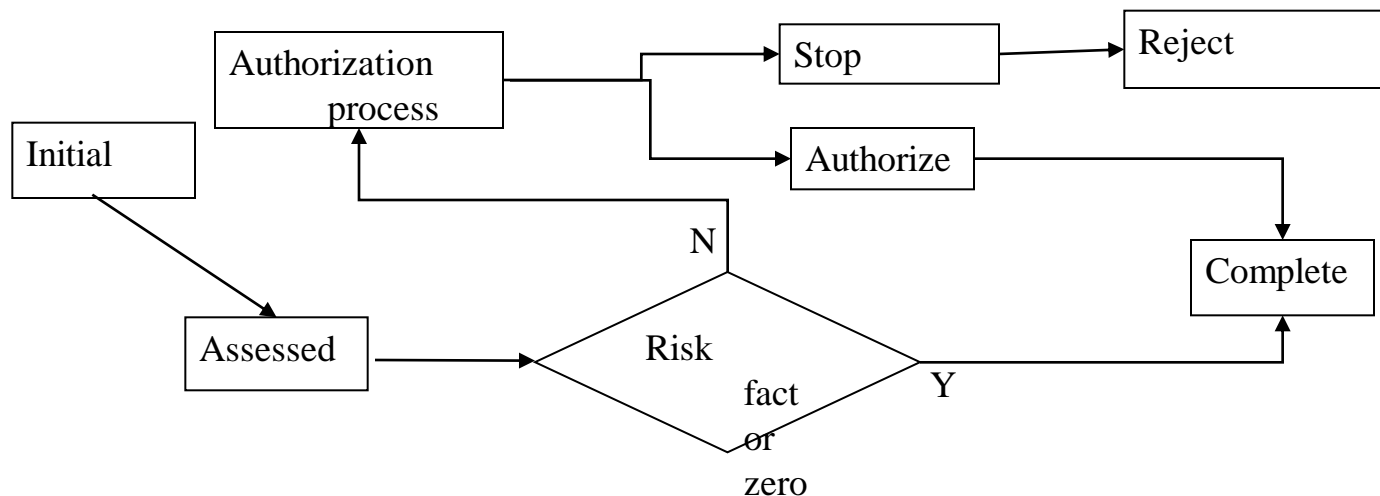 Authorization
process
Stop
Reject
Initial
Authorize
N
Complete
Assessed
Risk
fact
or
zero
Y